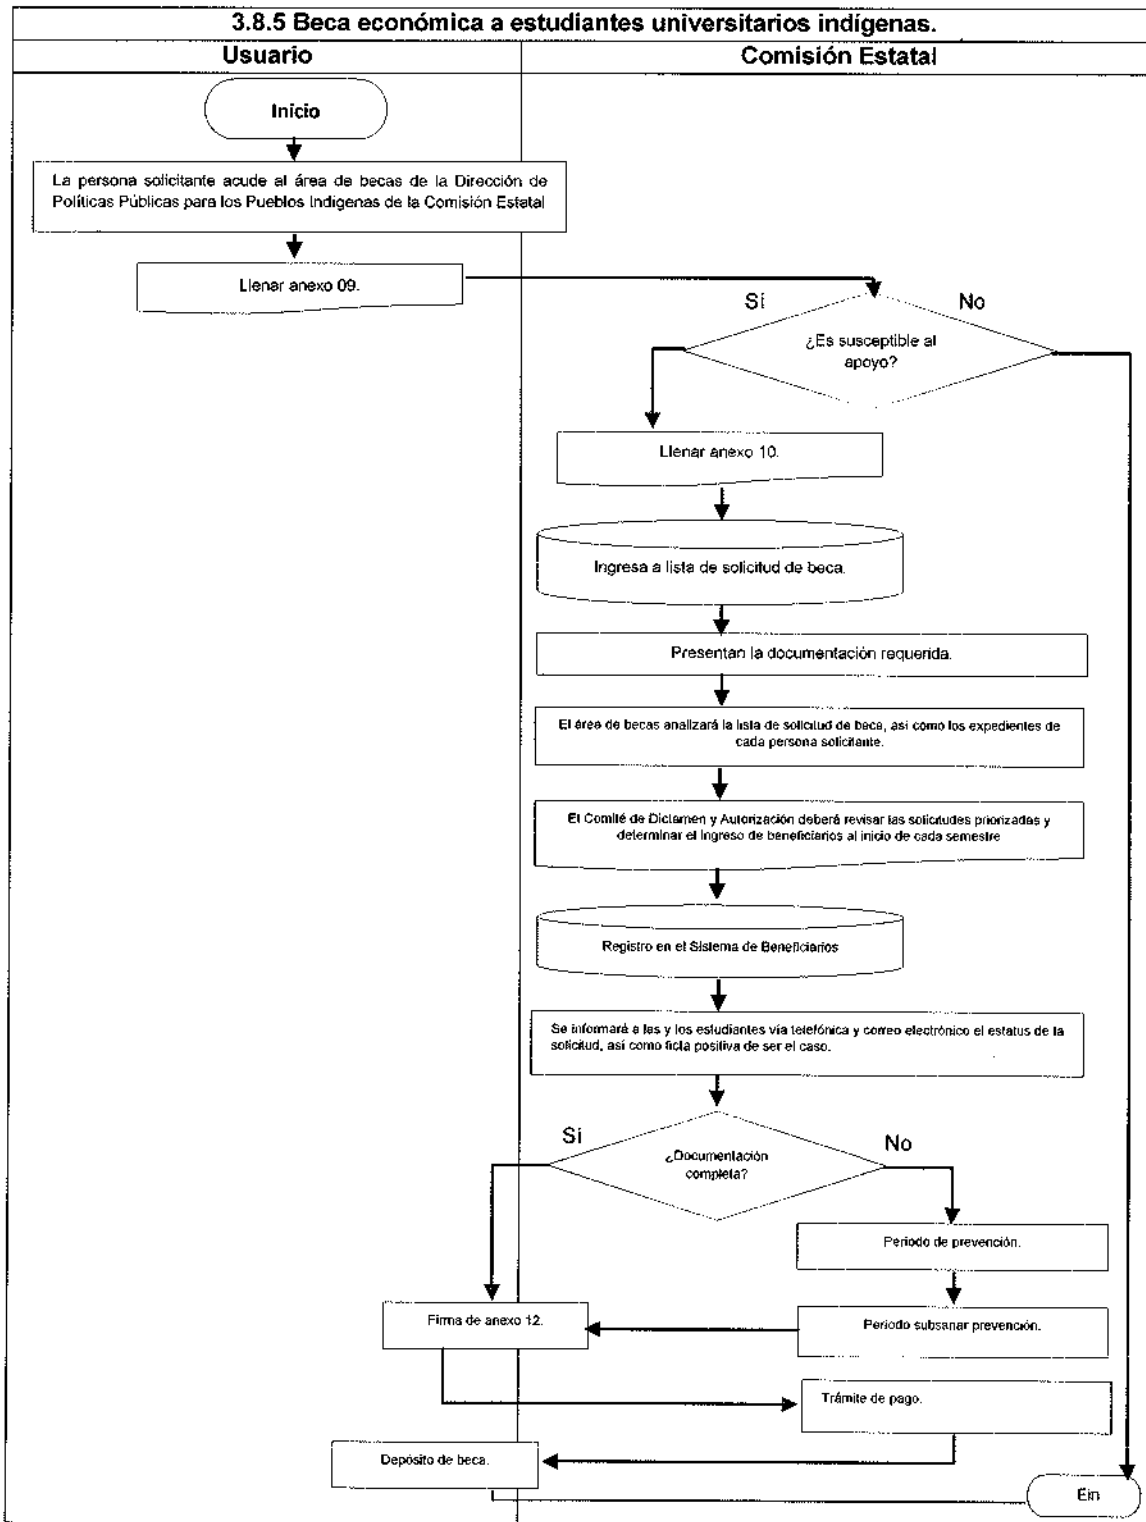 3.8.5 Beca económica a estudiantes universitarios indígenas.
Usuario
Comisión Estatal
Inicio
La persona solicitante acude al área de becas de la Dirección de
Políticas Públicas para los Pueblos Indígenas de la Comisión Estatal
Llenar anexo 09.
Sí
No
¿Es susceptible al
apoyo?
Llenar anexo 10.
Ingresa a lista de solicitud de beca.
Presentan la documentación requerida.
El área de becas analizará la lista de solicitud de beca, así como los expedientes de
cada persona solicitante.
El Comité de Dictamen y Autorización deberá revisar las solicitudes priorizadas y
determinar el ingreso de beneficiarios al inicio de cada semestre
Registro en el Sistema de Beneficiarios
Se informará a las y los estudiantes vía telefónica y correo electrónico el estatus de la
solicitud, así como ficta positiva de ser el caso.
Sí
No
¿Documentación
completa?
Periodo de prevención.
Firma de anexo 12.
Periodo subsanar prevención.
Trámite de pago.
Depósito de beca.
Fin